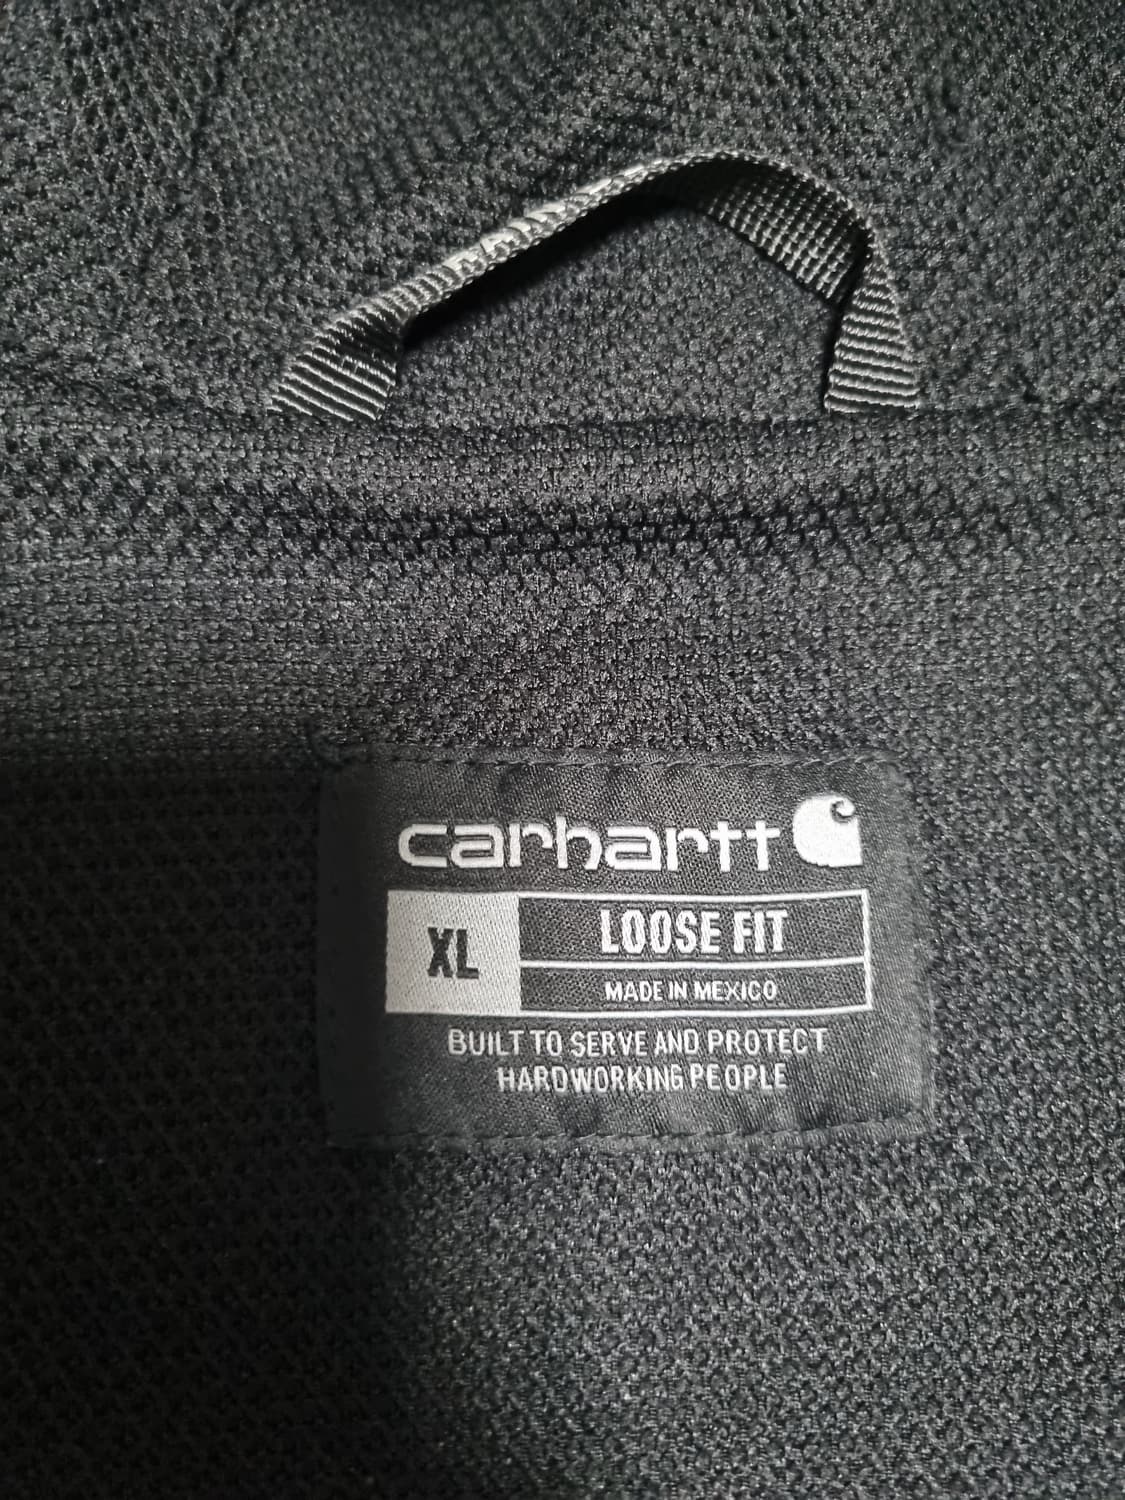 carhartt
XL
LOOSE FIT
MADE IN MEXICO
BUILT TO SERVE AND PROTECT
HARDWORKING PEOPLE